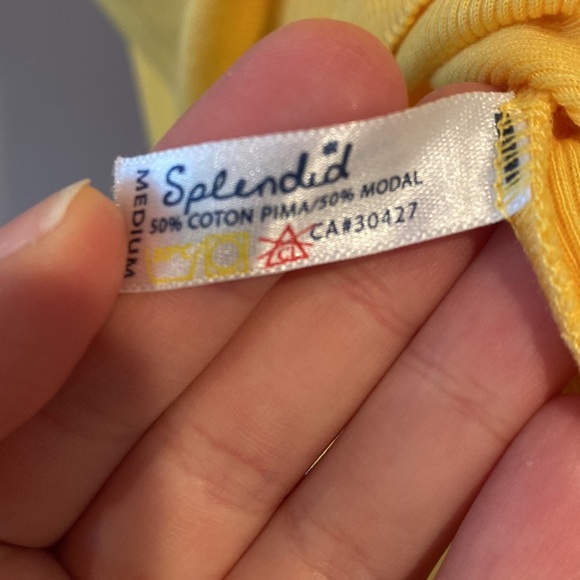 MEDIUM
Splendid
50% COTON PIMA/50% MODAL
CA#30427
CL